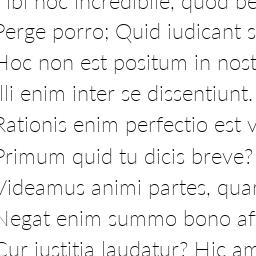 ibi hoc incredibile, quod be
Perge porro; Quid iudicant s
Hoc non est positum in nost
Illi enim inter se dissentiunt.
Rationis enim perfectio est v
Primum quid tu dicis breve?
Videamus animi partes, quar
Negat enim summo bono af
Cur iustitia laudatur? Hic am